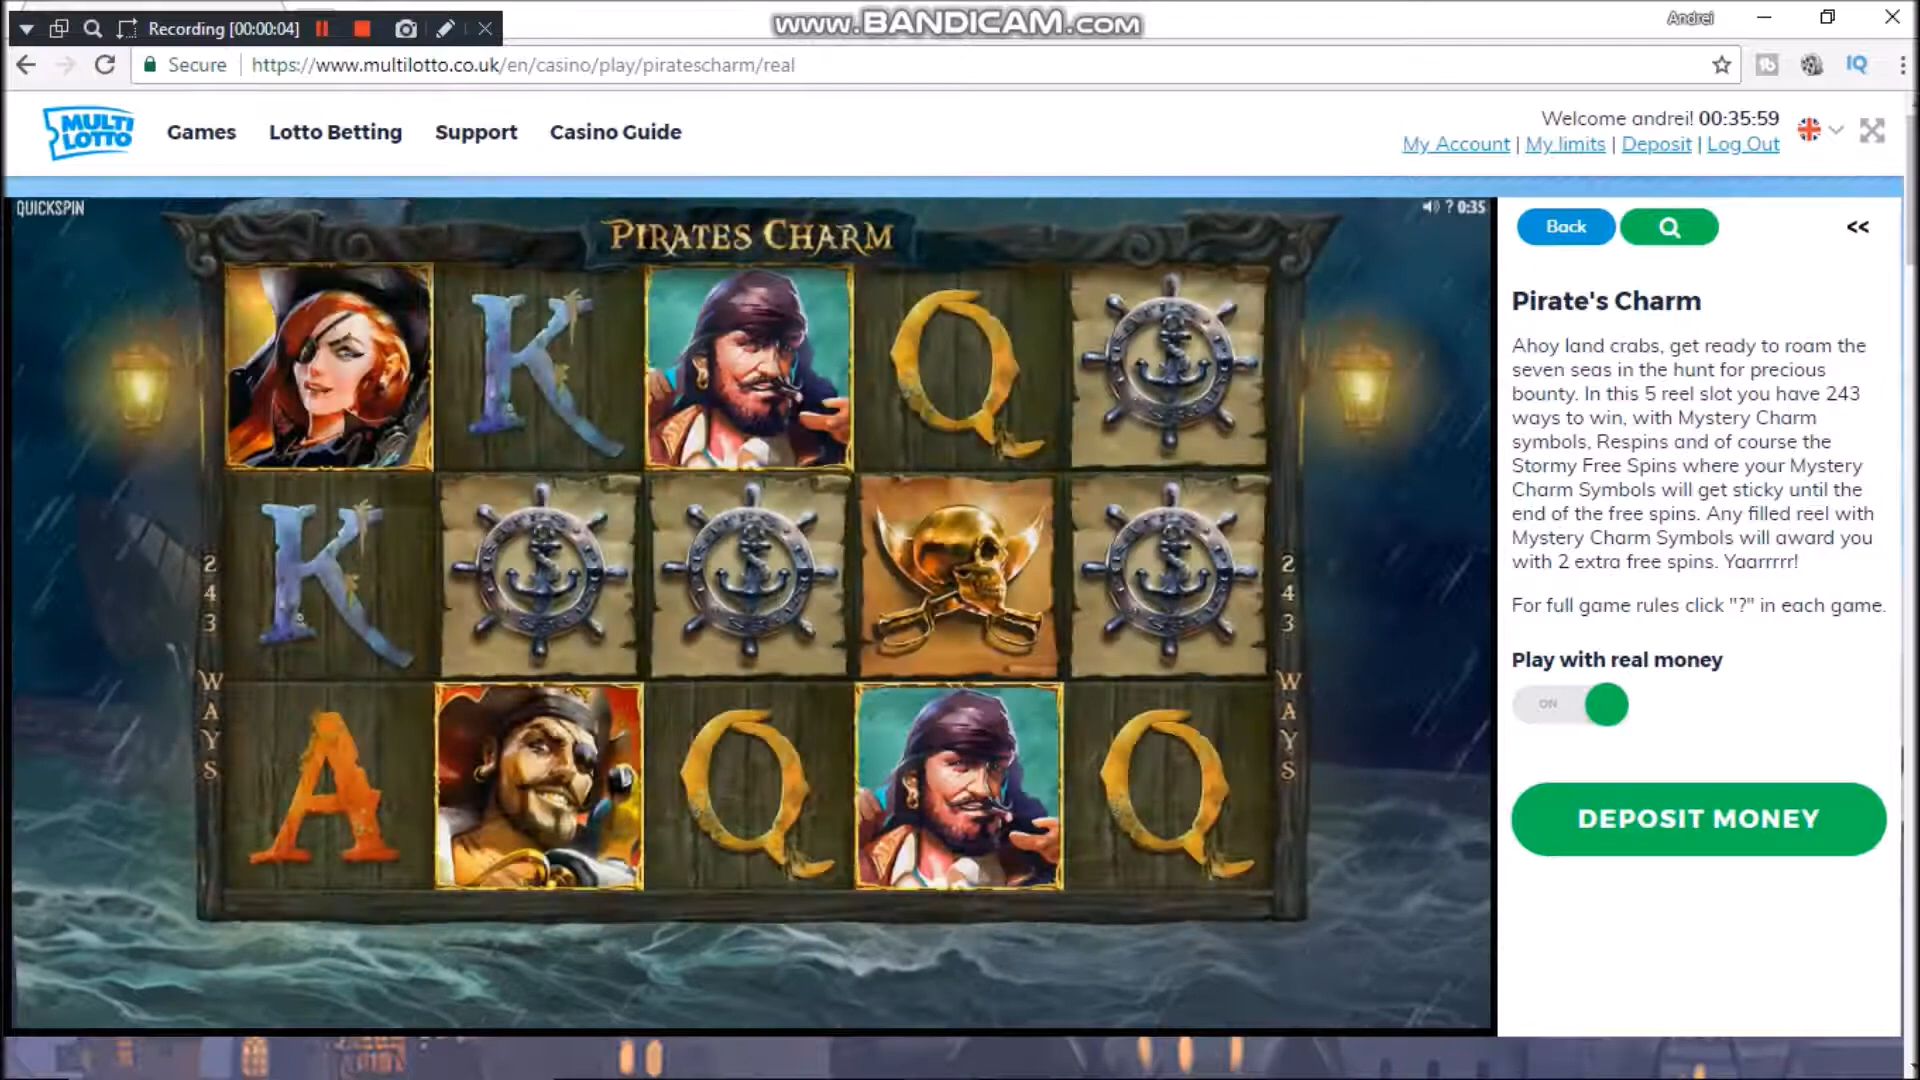 Recording [00:00:04]
www.BANDICAM.com
Andrei
Secure
https://www.multilotto.co.uk/en/casino/play/piratescharm/real
IQ
MULTI
LOTTO
Games
Lotto Betting
Support
Casino Guide
Welcome andrei! 00:35:59
My Account | My limits | Deposit | Log Out
QUICKSPIN
? 0:35
PIRATES CHARM
K
Q
K
A
Q
Q
243 WAYS
243 WAYS
Back
<<
Pirate's Charm
Ahoy land crabs, get ready to roam the
seven seas in the hunt for precious
bounty. In this 5 reel slot you have 243
ways to win, with Mystery Charm
symbols, Respins and of course the
Stormy Free Spins where your Mystery
Charm Symbols will get sticky until the
end of the free spins. Any filled reel with
Mystery Charm Symbols will award you
with 2 extra free spins. Yaarrrrr!
For full game rules click "?" in each game.
Play with real money
ON
DEPOSIT MONEY